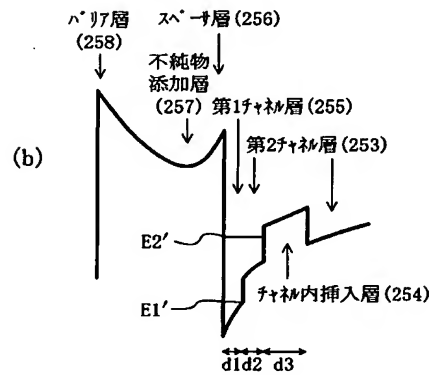 バリア層
(258)
スペーサ層 (256)
不純物
添加層
(257)
第1チャネル層 (255)
第2チャネル層 (253)
(b)
E2′
E1′
チャネル内挿入層 (254)
d1 d2 d3